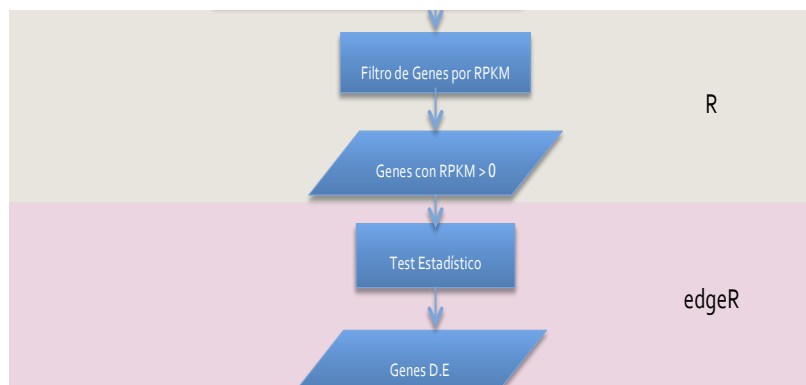 Filtro de Genes por RPKM
R
Genes con RPKM > 0
Test Estadístico
edgeR
Genes D.E